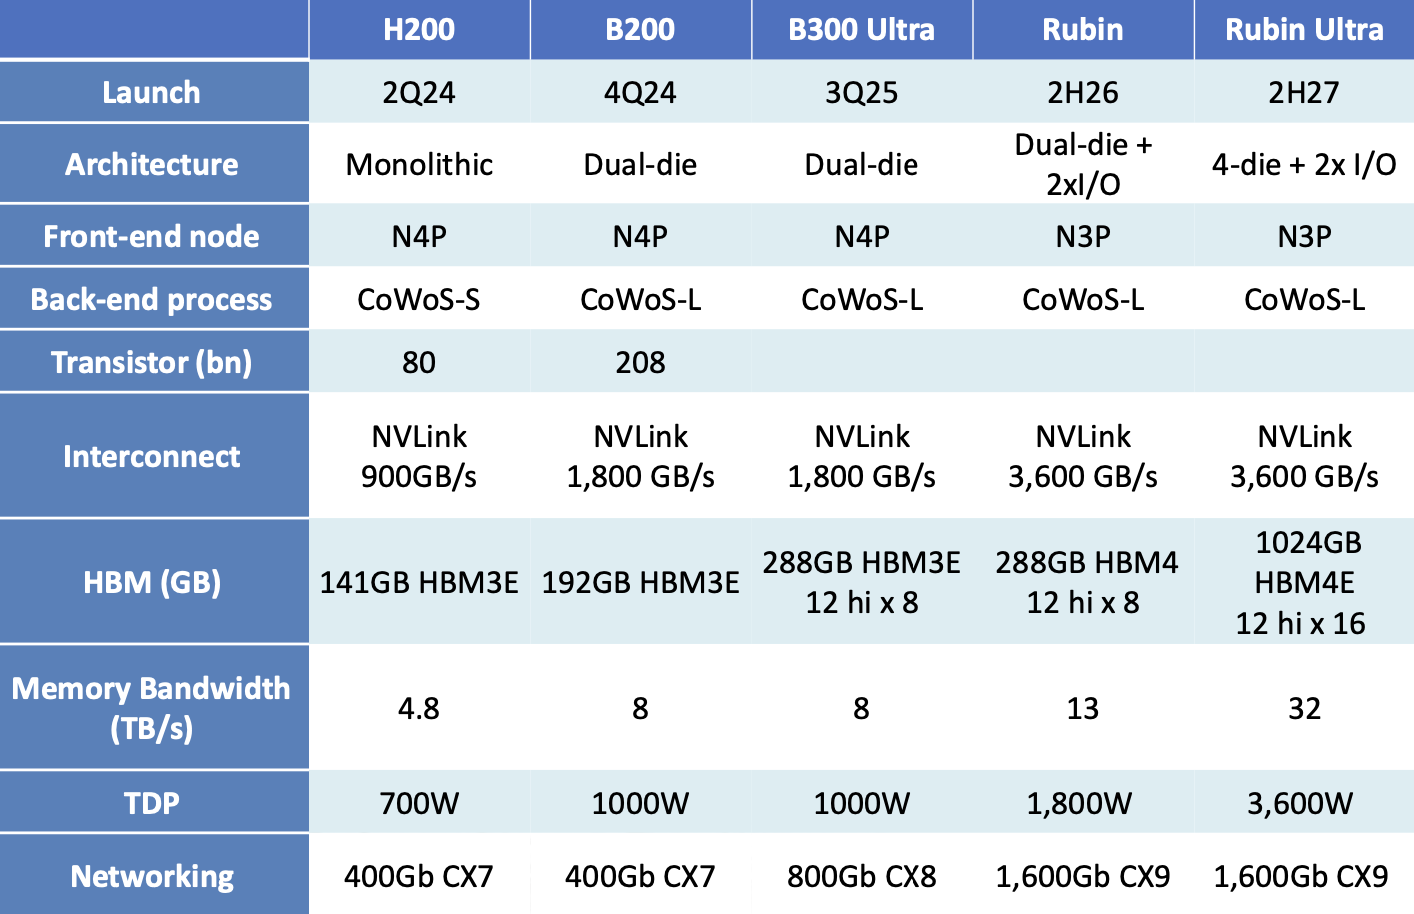 H200 B200 B300 Ultra Rubin Rubin Ultra
Launch 2Q24 4Q24 3Q25 2H26 2H27
Architecture Monolithic Dual-die Dual-die Dual-die + 2xI/O 4-die + 2x I/O
Front-end node N4P N4P N4P N3P N3P
Back-end process CoWoS-S CoWoS-L CoWoS-L CoWoS-L CoWoS-L
Transistor (bn) 80 208
Interconnect NVLink 900GB/s NVLink 1,800 GB/s NVLink 1,800 GB/s NVLink 3,600 GB/s NVLink 3,600 GB/s
HBM (GB) 141GB HBM3E 192GB HBM3E 288GB HBM3E 12 hi x 8 288GB HBM4 12 hi x 8 1024GB HBM4E 12 hi x 16
Memory Bandwidth (TB/s) 4.8 8 8 13 32
TDP 700W 1000W 1000W 1,800W 3,600W
Networking 400Gb CX7 400Gb CX7 800Gb CX8 1,600Gb CX9 1,600Gb CX9